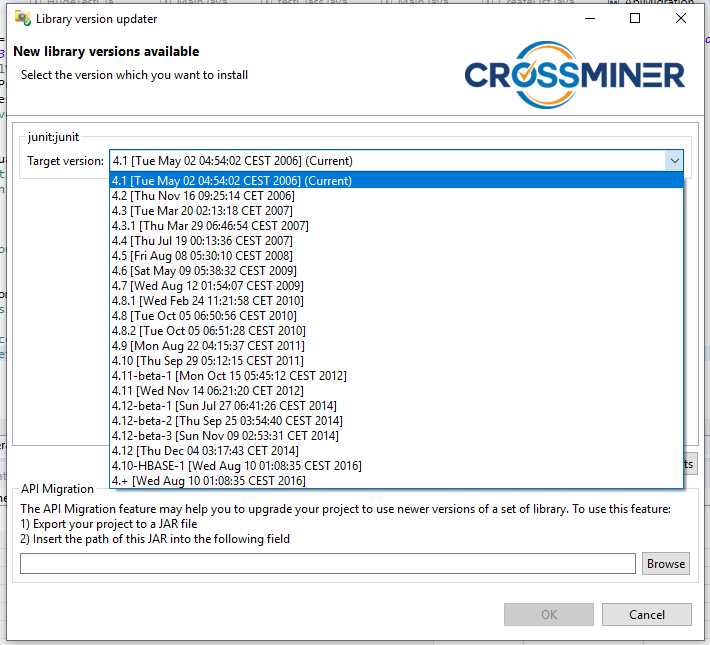 Library version updater
New library versions available
Select the version which you want to install
CROSSMINER
junit:junit
Target version: 4.1 [Tue May 02 04:54:02 CEST 2006] (Current)
4.1 [Tue May 02 04:54:02 CEST 2006] (Current)
4.2 [Thu Nov 16 09:25:14 CET 2006]
4.3 [Tue Mar 20 02:13:18 CET 2007]
4.3.1 [Thu Mar 29 06:46:54 CEST 2007]
4.4 [Thu Jul 19 00:13:36 CEST 2007]
4.5 [Fri Aug 08 05:30:10 CEST 2008]
4.6 [Sat May 09 05:38:32 CEST 2009]
4.7 [Wed Aug 12 01:54:07 CEST 2009]
4.8.1 [Wed Feb 24 11:21:58 CET 2010]
4.8 [Tue Oct 05 06:50:56 CEST 2010]
4.8.2 [Tue Oct 05 06:51:28 CEST 2010]
4.9 [Mon Aug 22 04:15:37 CEST 2011]
4.10 [Thu Sep 29 05:12:15 CEST 2011]
4.11-beta-1 [Mon Oct 15 05:45:12 CEST 2012]
4.11 [Wed Nov 14 06:21:20 CET 2012]
4.12-beta-1 [Sun Jul 27 06:41:26 CEST 2014]
4.12-beta-2 [Thu Sep 25 03:54:40 CEST 2014]
4.12-beta-3 [Sun Nov 09 02:53:31 CET 2014]
4.12 [Thu Dec 04 03:17:43 CET 2014]
4.10-HBASE-1 [Wed Aug 10 01:08:35 CEST 2016]
4.+ [Wed Aug 10 01:08:35 CEST 2016]
ts
API Migration
The API Migration feature may help you to upgrade your project to use newer versions of a set of library. To use this feature:
1) Export your project to a JAR file
2) Insert the path of this JAR into the following field
Browse
OK
Cancel